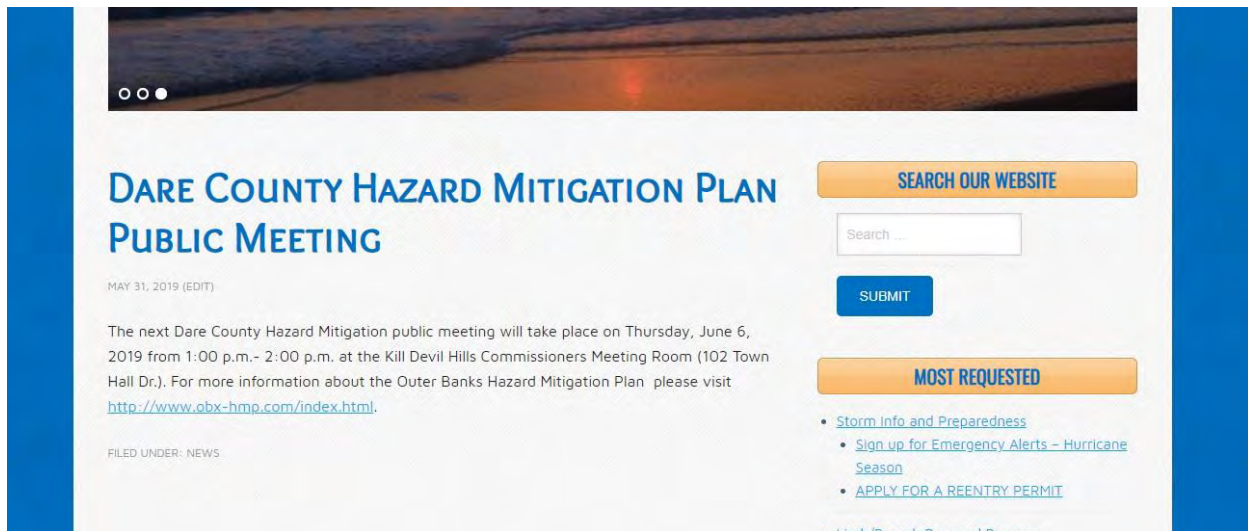 DARE COUNTY HAZARD MITIGATION PLAN
PUBLIC MEETING
MAY 31, 2019 (EDIT)
The next Dare County Hazard Mitigation public meeting will take place on Thursday, June 6,
2019 from 1:00 p.m.- 2:00 p.m. at the Kill Devil Hills Commissioners Meeting Room (102 Town
Hall Dr.). For more information about the Outer Banks Hazard Mitigation Plan  please visit
http://www.obx-hmp.com/index.html.
FILED UNDER: NEWS
SEARCH OUR WEBSITE
Search ...
SUBMIT
MOST REQUESTED
Storm Info and Preparedness
Sign up for Emergency Alerts – Hurricane
Season
APPLY FOR A REENTRY PERMIT